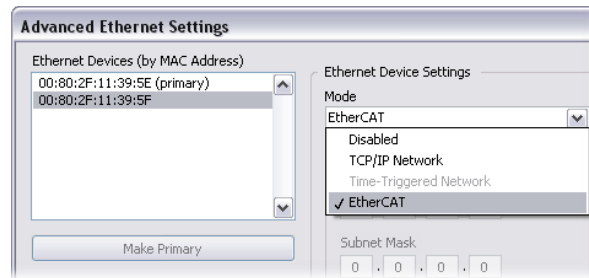 Advanced Ethernet Settings
Ethernet Devices (by MAC Address)
00:80:2F:11:39:5E (primary)
00:80:2F:11:39:5F
Make Primary
Ethernet Device Settings
Mode
EtherCAT
Disabled
TCP/IP Network
Time-Triggered Network
✓ EtherCAT
Subnet Mask
0 . 0 . 0 . 0